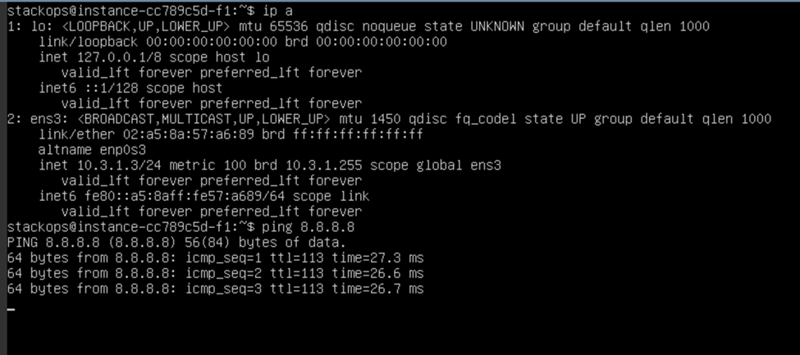 stackops@instance-cc789c5d-f1:~$ ip a
1: lo: <LOOPBACK,UP,LOWER_UP> mtu 65536 qdisc noqueue state UNKNOWN group default qlen 1000
    link/loopback 00:00:00:00:00:00 brd 00:00:00:00:00:00
    inet 127.0.0.1/8 scope host lo
       valid_lft forever preferred_lft forever
    inet6 ::1/128 scope host
       valid_lft forever preferred_lft forever
2: ens3: <BROADCAST,MULTICAST,UP,LOWER_UP> mtu 1450 qdisc fq_codel state UP group default qlen 1000
    link/ether 02:a5:8a:57:a6:89 brd ff:ff:ff:ff:ff:ff
    altname enp0s3
    inet 10.3.1.3/24 metric 100 brd 10.3.1.255 scope global ens3
       valid_lft forever preferred_lft forever
    inet6 fe80::a5:8aff:fe57:a689/64 scope link
       valid_lft forever preferred_lft forever
stackops@instance-cc789c5d-f1:~$ ping 8.8.8.8
PING 8.8.8.8 (8.8.8.8) 56(84) bytes of data.
64 bytes from 8.8.8.8: icmp_seq=1 ttl=113 time=27.3 ms
64 bytes from 8.8.8.8: icmp_seq=2 ttl=113 time=26.6 ms
64 bytes from 8.8.8.8: icmp_seq=3 ttl=113 time=26.7 ms